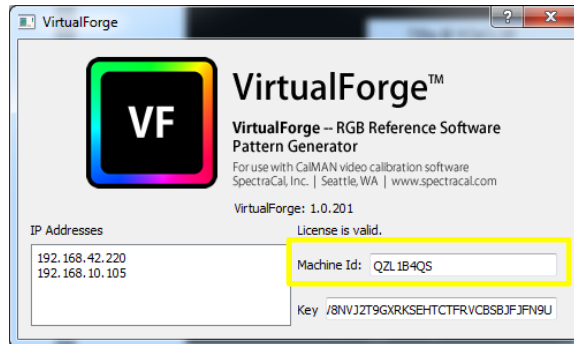 VirtualForge
VF
VirtualForge™
VirtualForge -- RGB Reference Software
Pattern Generator
For use with CalMAN video calibration software
SpectraCal, Inc. | Seattle, WA | www.spectracal.com
VirtualForge: 1.0.201
IP Addresses
License is valid.
192.168.42.220
192.168.10.105
Machine Id: QZL1B4QS
Key /8NVJ2T9GXRKSEHTCTFRVCBSBJFJFN9U